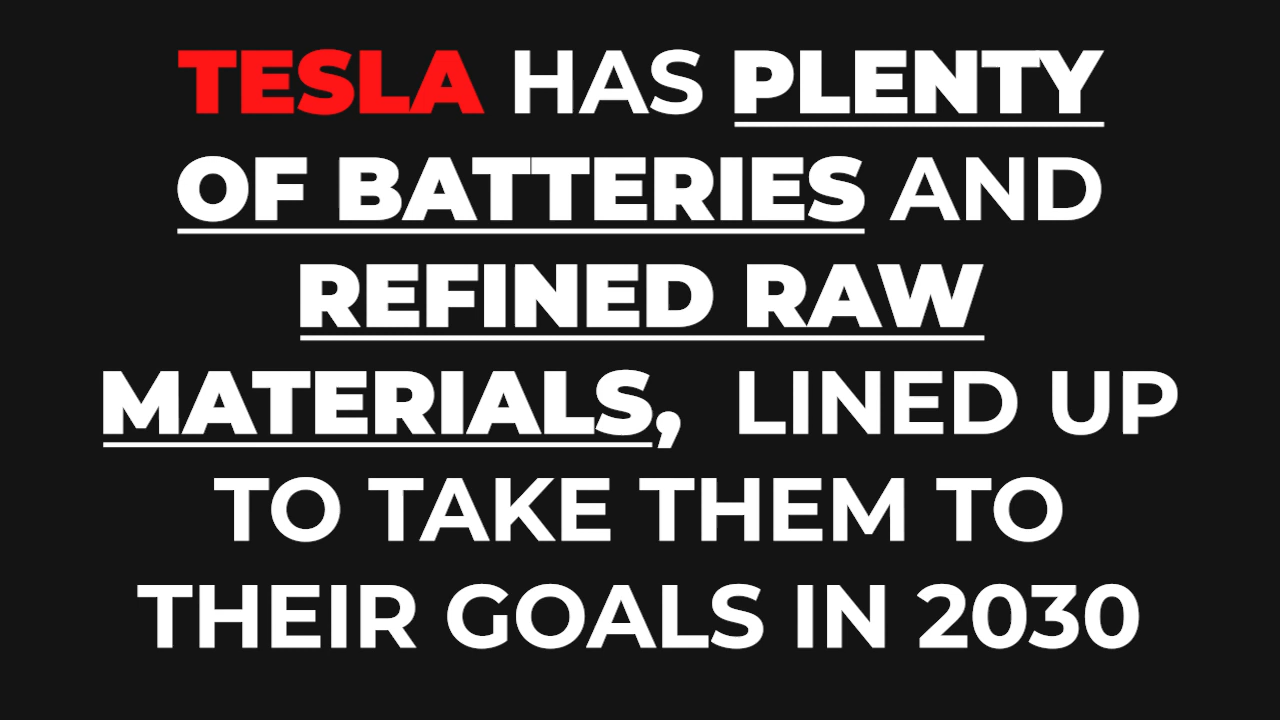 TESLA HAS PLENTY
OF BATTERIES AND
REFINED RAW
MATERIALS, LINED UP
TO TAKE THEM TO
THEIR GOALS IN 2030